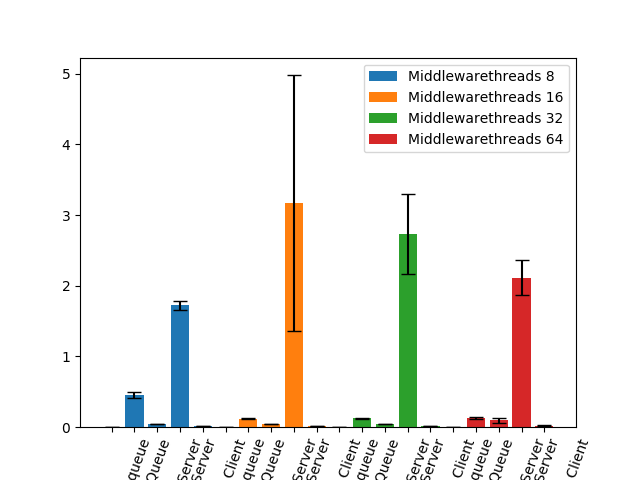 5
4
3
2
1
0
Middlewarethreads 8
Middlewarethreads 16
Middlewarethreads 32
Middlewarethreads 64
queue
Queue
Server
Server
Client
queue
Queue
Server
Server
Client
queue
Queue
Server
Server
Client
queue
Queue
Server
Server
Client